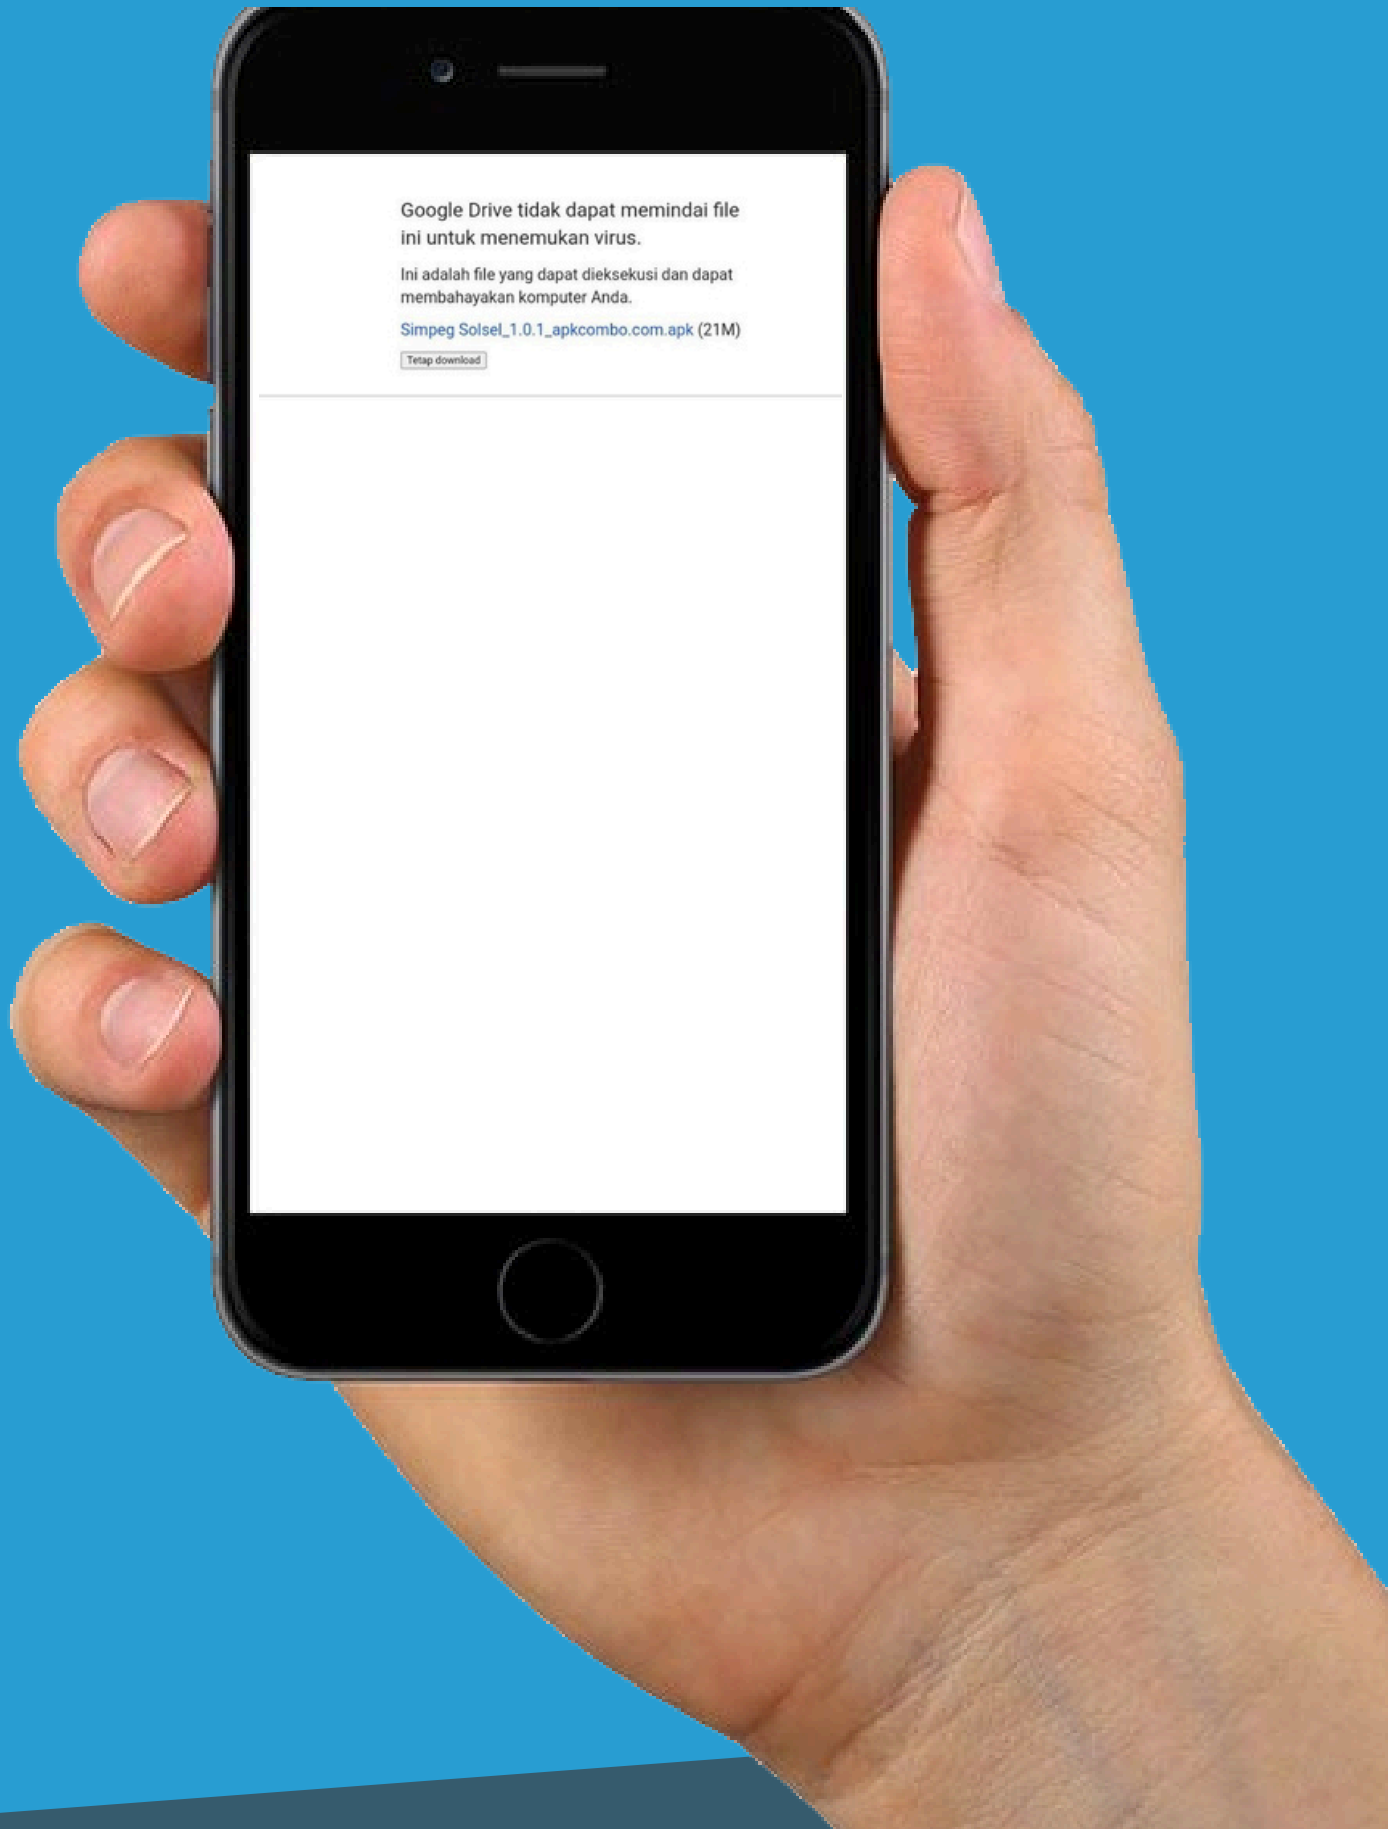 Google Drive tidak dapat memindai file
ini untuk menemukan virus.
Ini adalah file yang dapat dieksekusi dan dapat
membahayakan komputer Anda.
Simpeg Solsel_1.0.1_apkcombo.com.apk (21M)
Tetap download